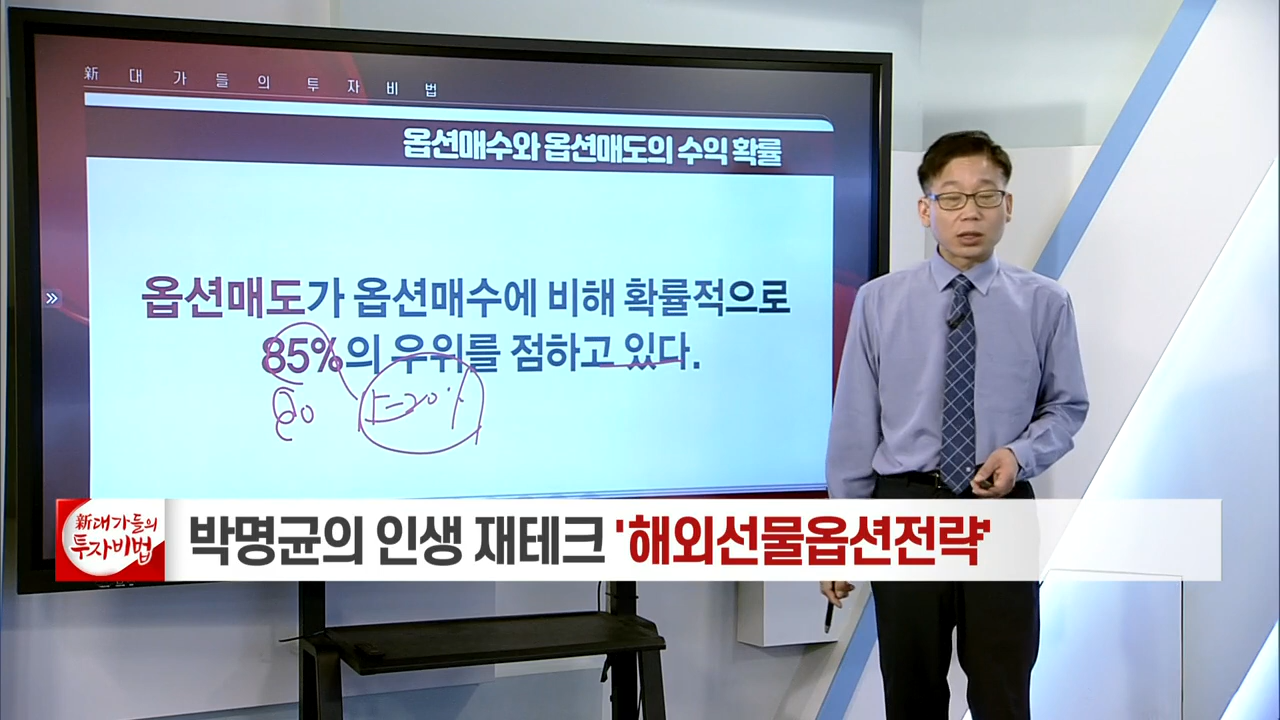 新대가들의 투자비법
옵션매수와 옵션매도의 수익 확률
옵션매도가 옵션매수에 비해 확률적으로
85%의 우위를 점하고 있다.
新대가들의
투자비법
박명균의 인생 재테크 '해외선물옵션전략'